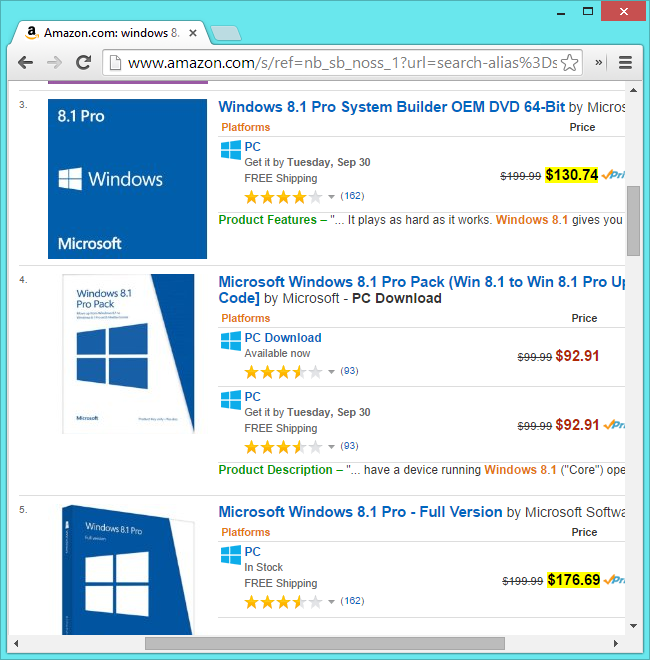 Amazon.com: windows 8.
www.amazon.com/s/ref=nb_sb_noss_1?url=search-alias%3Ds
3.
8.1 Pro
Windows
Microsoft
Windows 8.1 Pro System Builder OEM DVD 64-Bit by Micros
Platforms Price
PC
Get it by Tuesday, Sep 30
FREE Shipping
$199.99 $130.74 Pri
(162)
Product Features – "... It plays as hard as it works. Windows 8.1 gives you
4.
Windows 8.1
Pro Pack
Microsoft
Microsoft Windows 8.1 Pro Pack (Win 8.1 to Win 8.1 Pro Up
Code] by Microsoft - PC Download
Platforms Price
PC Download
Available now
$99.99 $92.91
(93)
PC
Get it by Tuesday, Sep 30
FREE Shipping
$99.99 $92.91 Pri
(93)
Product Description – "... have a device running Windows 8.1 ("Core") ope
5.
Windows 8.1 Pro
Full version
Microsoft Windows 8.1 Pro - Full Version by Microsoft Softwa
Platforms Price
PC
In Stock
FREE Shipping
$199.99 $176.69 Pri
(162)